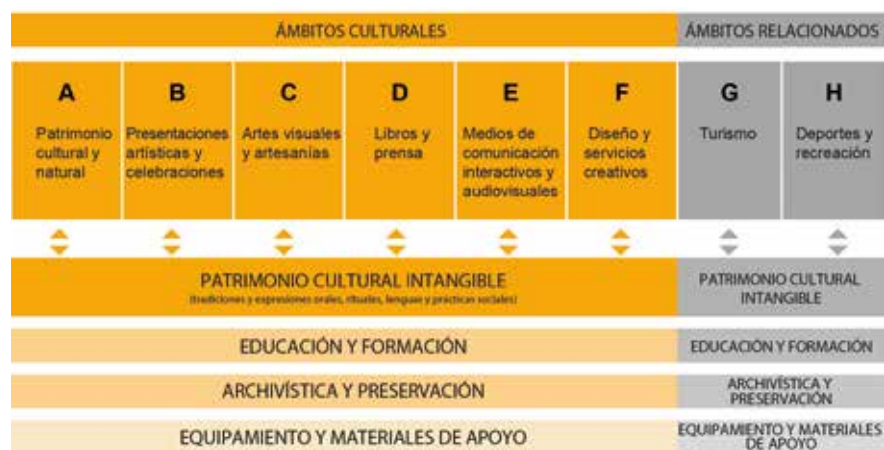 ÁMBITOS CULTURALES
ÁMBITOS RELACIONADOS
A
Patrimonio
cultural y
natural
B
Presentaciones
artísticas y
celebraciones
C
Artes visuales
y artesanías
D
Libros y
prensa
E
Medios de
comunicación
interactivos y
audiovisuales
F
Diseño y
servicios
creativos
G
Turismo
H
Deportes y
recreación
PATRIMONIO CULTURAL INTANGIBLE
(tradiciones y expresiones orales, rituales, lenguas y prácticas sociales)
PATRIMONIO CULTURAL
INTANGIBLE
EDUCACIÓN Y FORMACIÓN
EDUCACIÓN Y FORMACIÓN
ARCHIVÍSTICA Y PRESERVACIÓN
ARCHIVÍSTICA Y
PRESERVACIÓN
EQUIPAMIENTO Y MATERIALES DE APOYO
EQUIPAMIENTO Y MATERIALES
DE APOYO